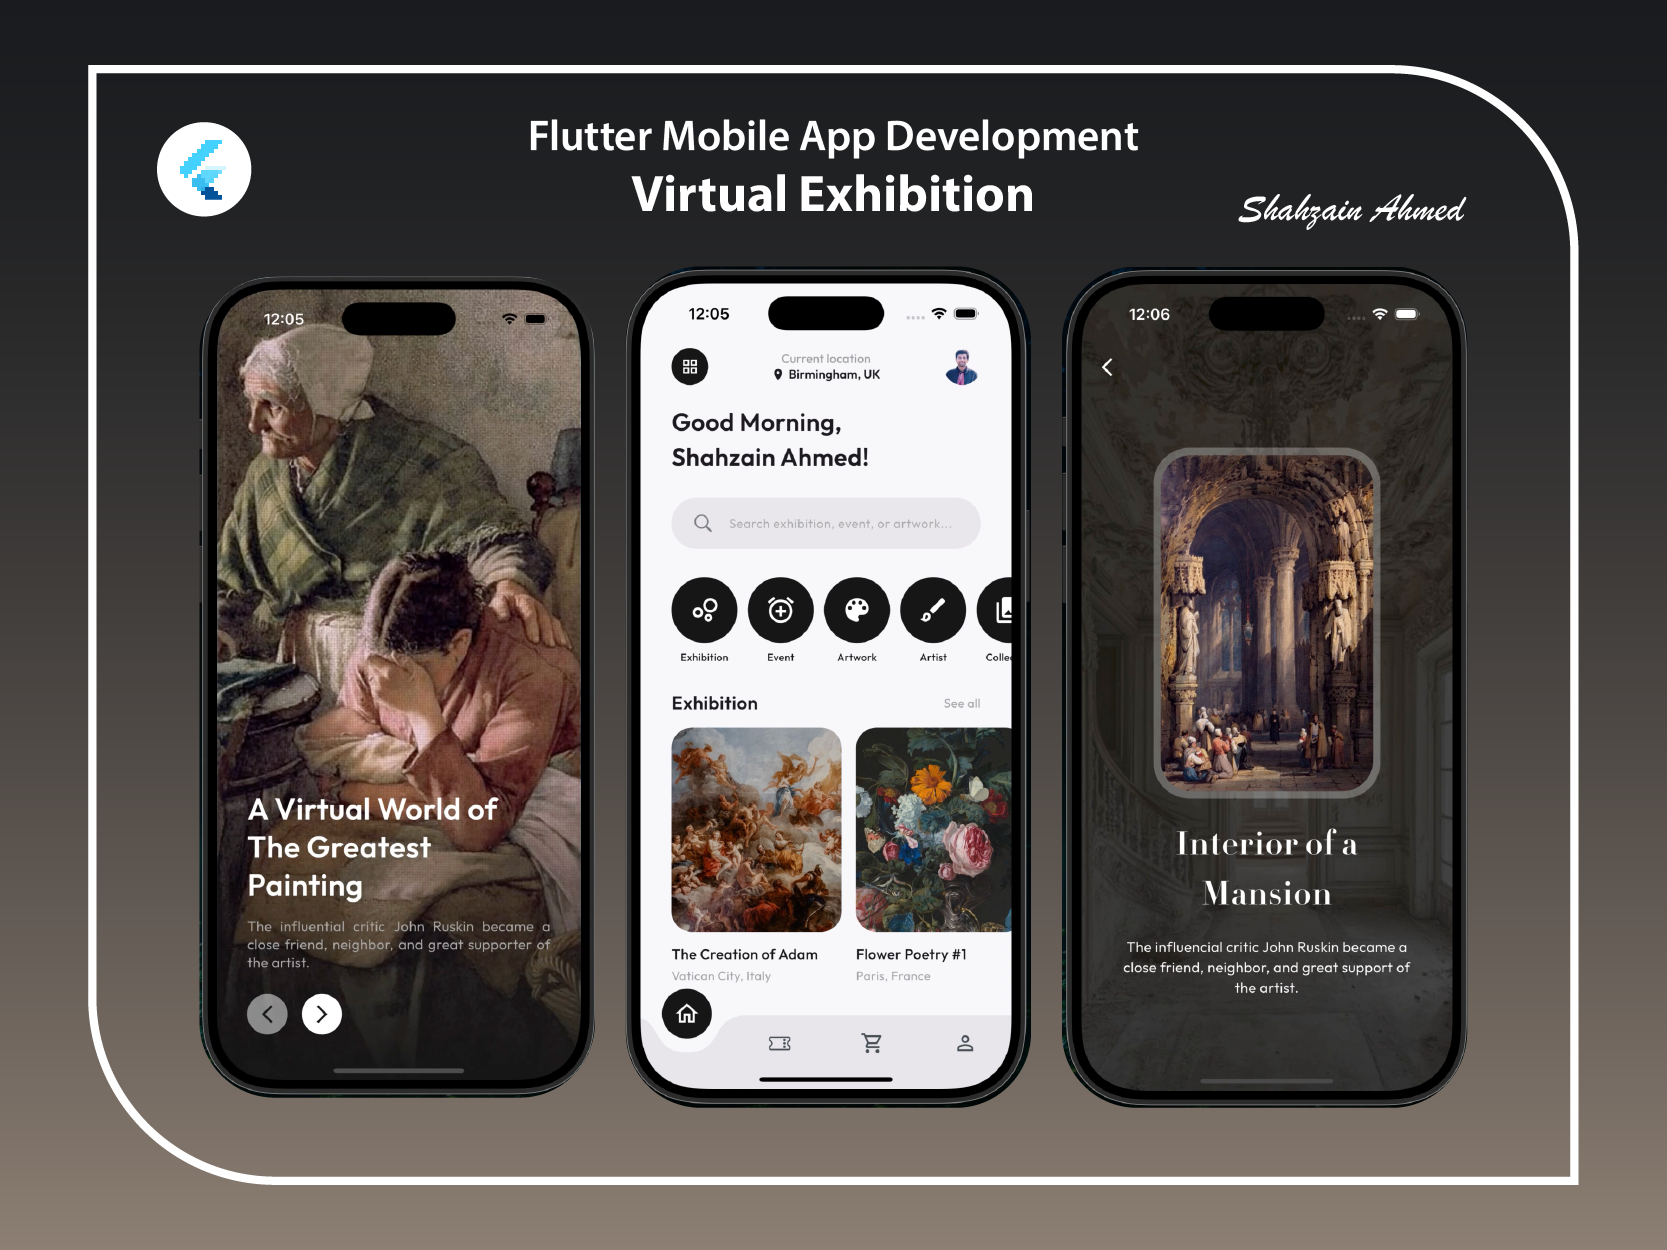 Flutter Mobile App Development
Virtual Exhibition
Shahzain Ahmed
12:05
A Virtual World of
The Greatest
Painting
The influential critic John Ruskin became a
close friend, neighbor, and great supporter of
the artist.
12:05
Current location
Birmingham, UK
Good Morning,
Shahzain Ahmed!
Search exhibition, event, or artwork...
Exhibition
Event
Artwork
Artist
Collec
Exhibition
See all
The Creation of Adam
Vatican City, Italy
Flower Poetry #1
Paris, France
12:06
Interior of a
Mansion
The influencial critic John Ruskin became a
close friend, neighbor, and great support of
the artist.